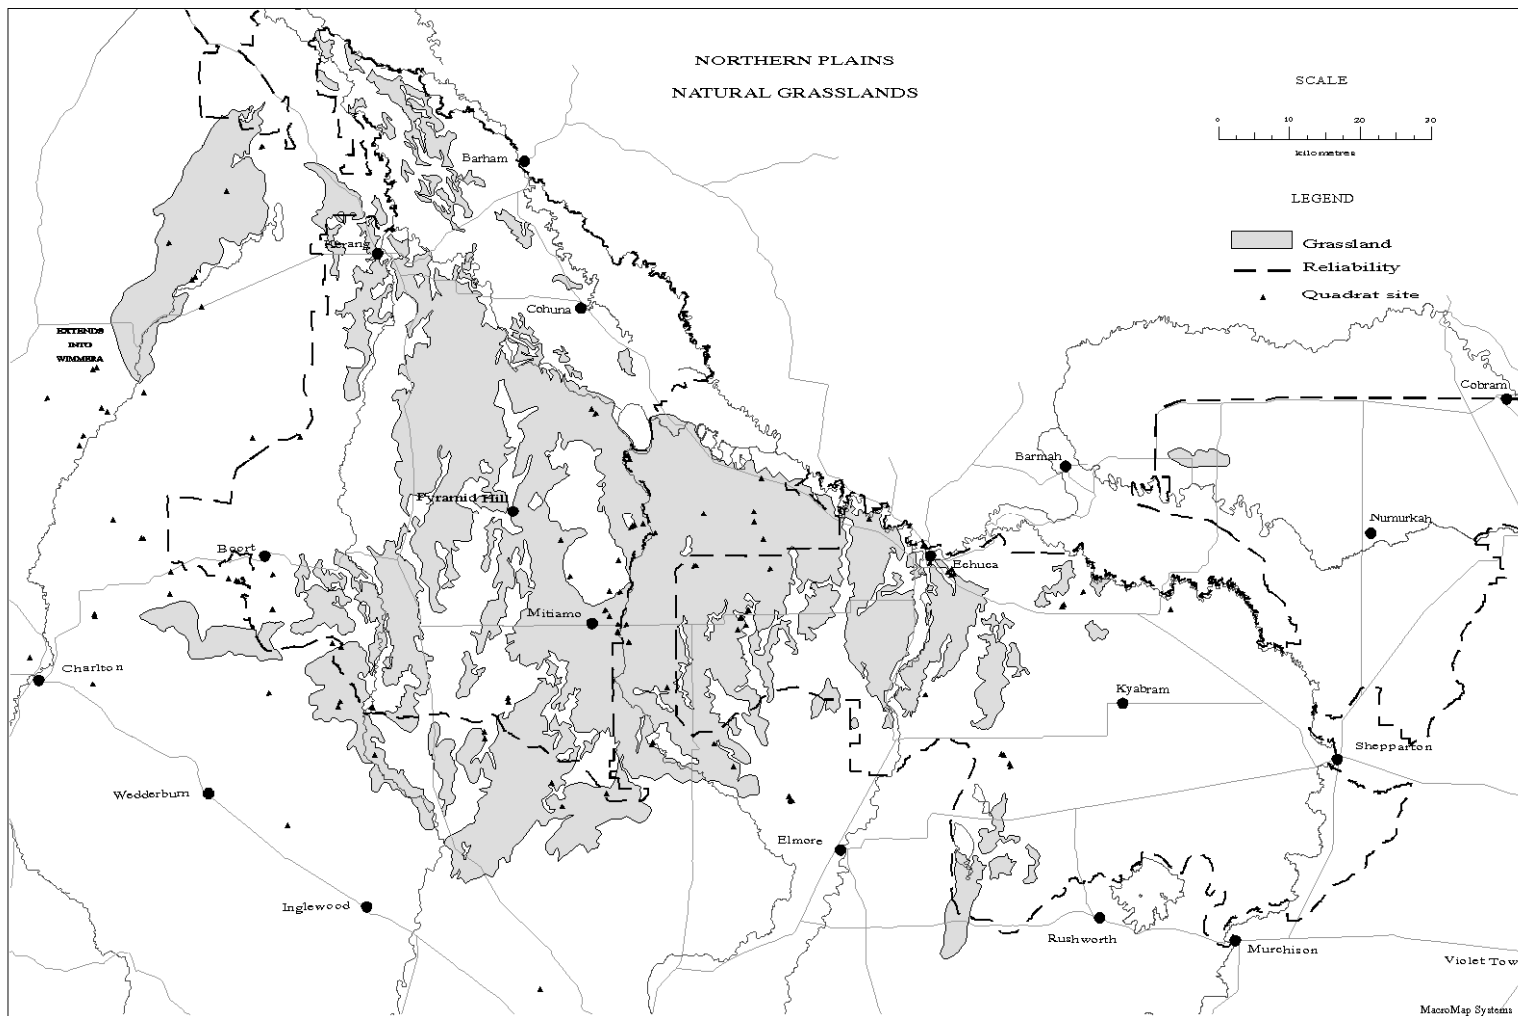 NORTHERN PLAINS
NATURAL GRASSLANDS
SCALE
0 10 20 30
kilometres
LEGEND
Grassland
Reliability
Quadrat site
Barham
Kerang
Cohuna
EXTENDS
INTO
WIMMERA
Cobram
Barmah
Pyramid Hill
Numurkah
Boort
Echuca
Mitiamo
Charlton
Kyabram
Shepparton
Wedderburn
Elmore
Inglewood
Rushworth
Murchison
Violet Tow
MacroMap Systems